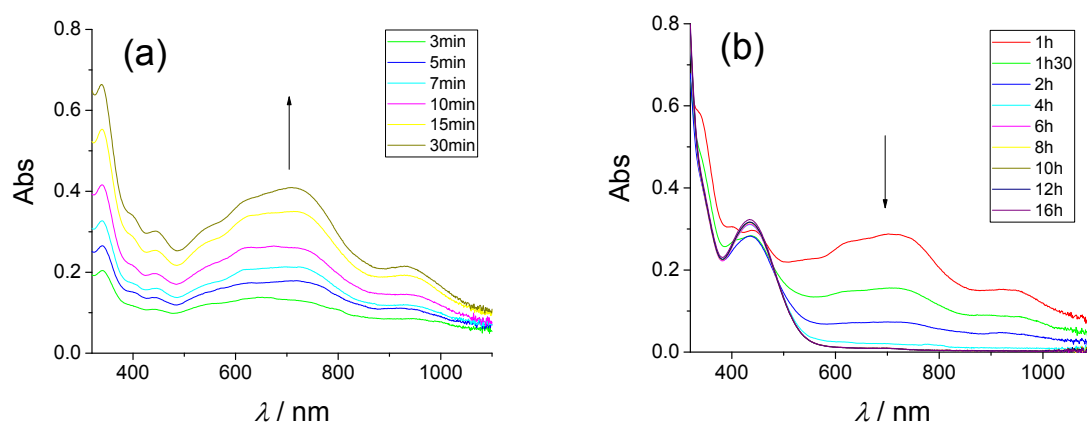 (a)
3min
5min
7min
10min
15min
30min
0.8
0.6
0.4
0.2
0.0
Abs
400
600
800
1000
λ / nm
(b)
1h
1h30
2h
4h
6h
8h
10h
12h
16h
0.8
0.6
0.4
0.2
0.0
Abs
400
600
800
1000
λ / nm